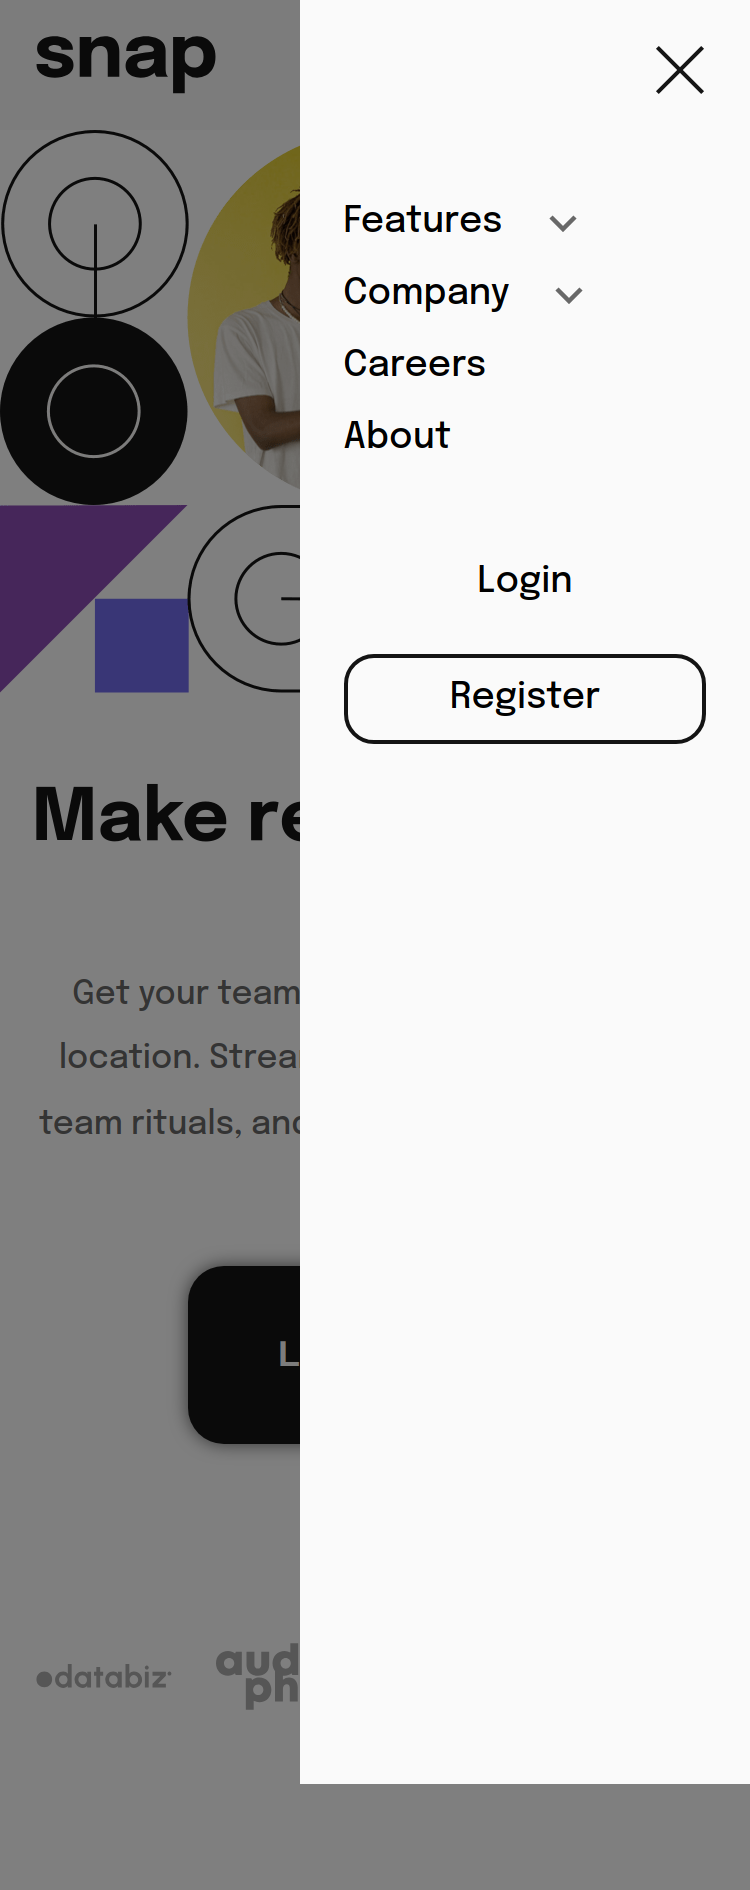 snap
Features
Company
Careers
About
Login
Register
Make re
Get your team
location. Strea
team rituals, and
L
databiz
aud
ph